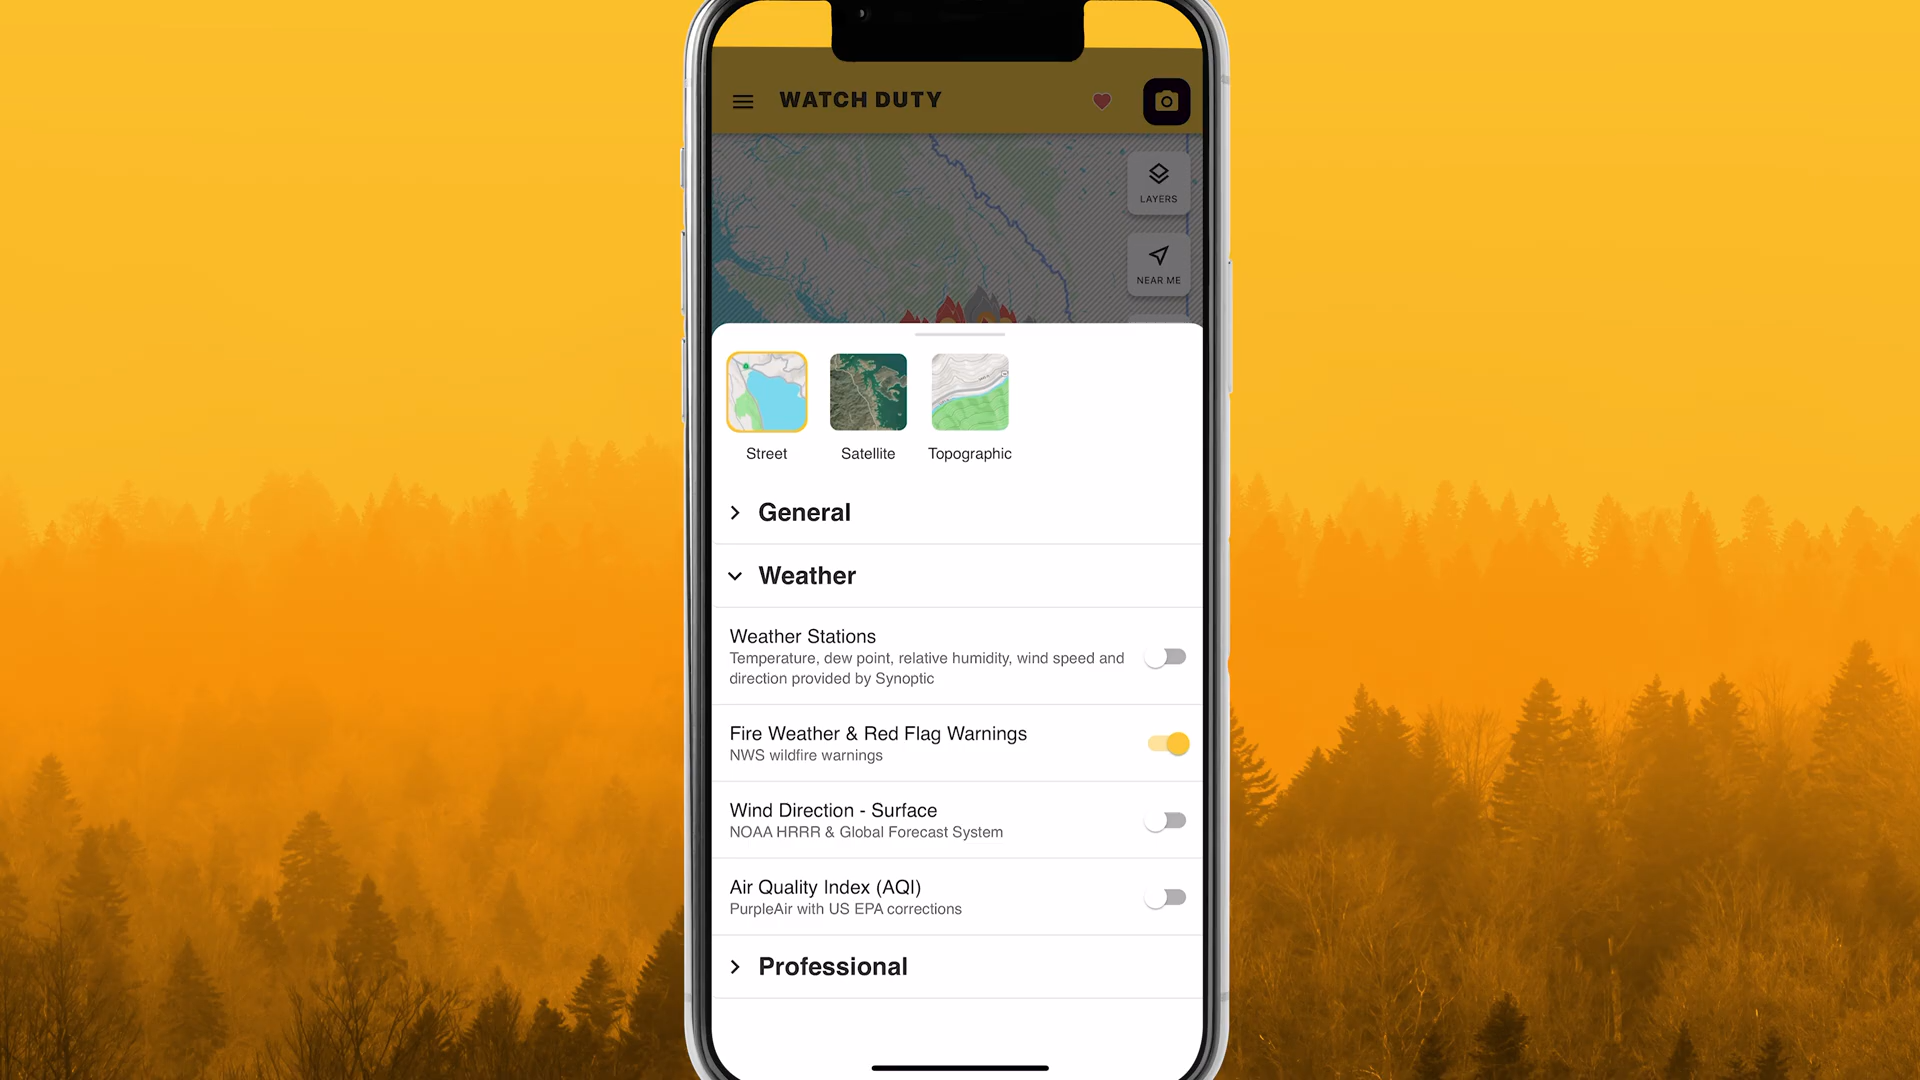 WATCH DUTY
LAYERS
NEAR ME
Street
Satellite
Topographic
General
Weather
Weather Stations
Temperature, dew point, relative humidity, wind speed and
direction provided by Synoptic
Fire Weather & Red Flag Warnings
NWS wildfire warnings
Wind Direction - Surface
NOAA HRRR & Global Forecast System
Air Quality Index (AQI)
PurpleAir with US EPA corrections
Professional